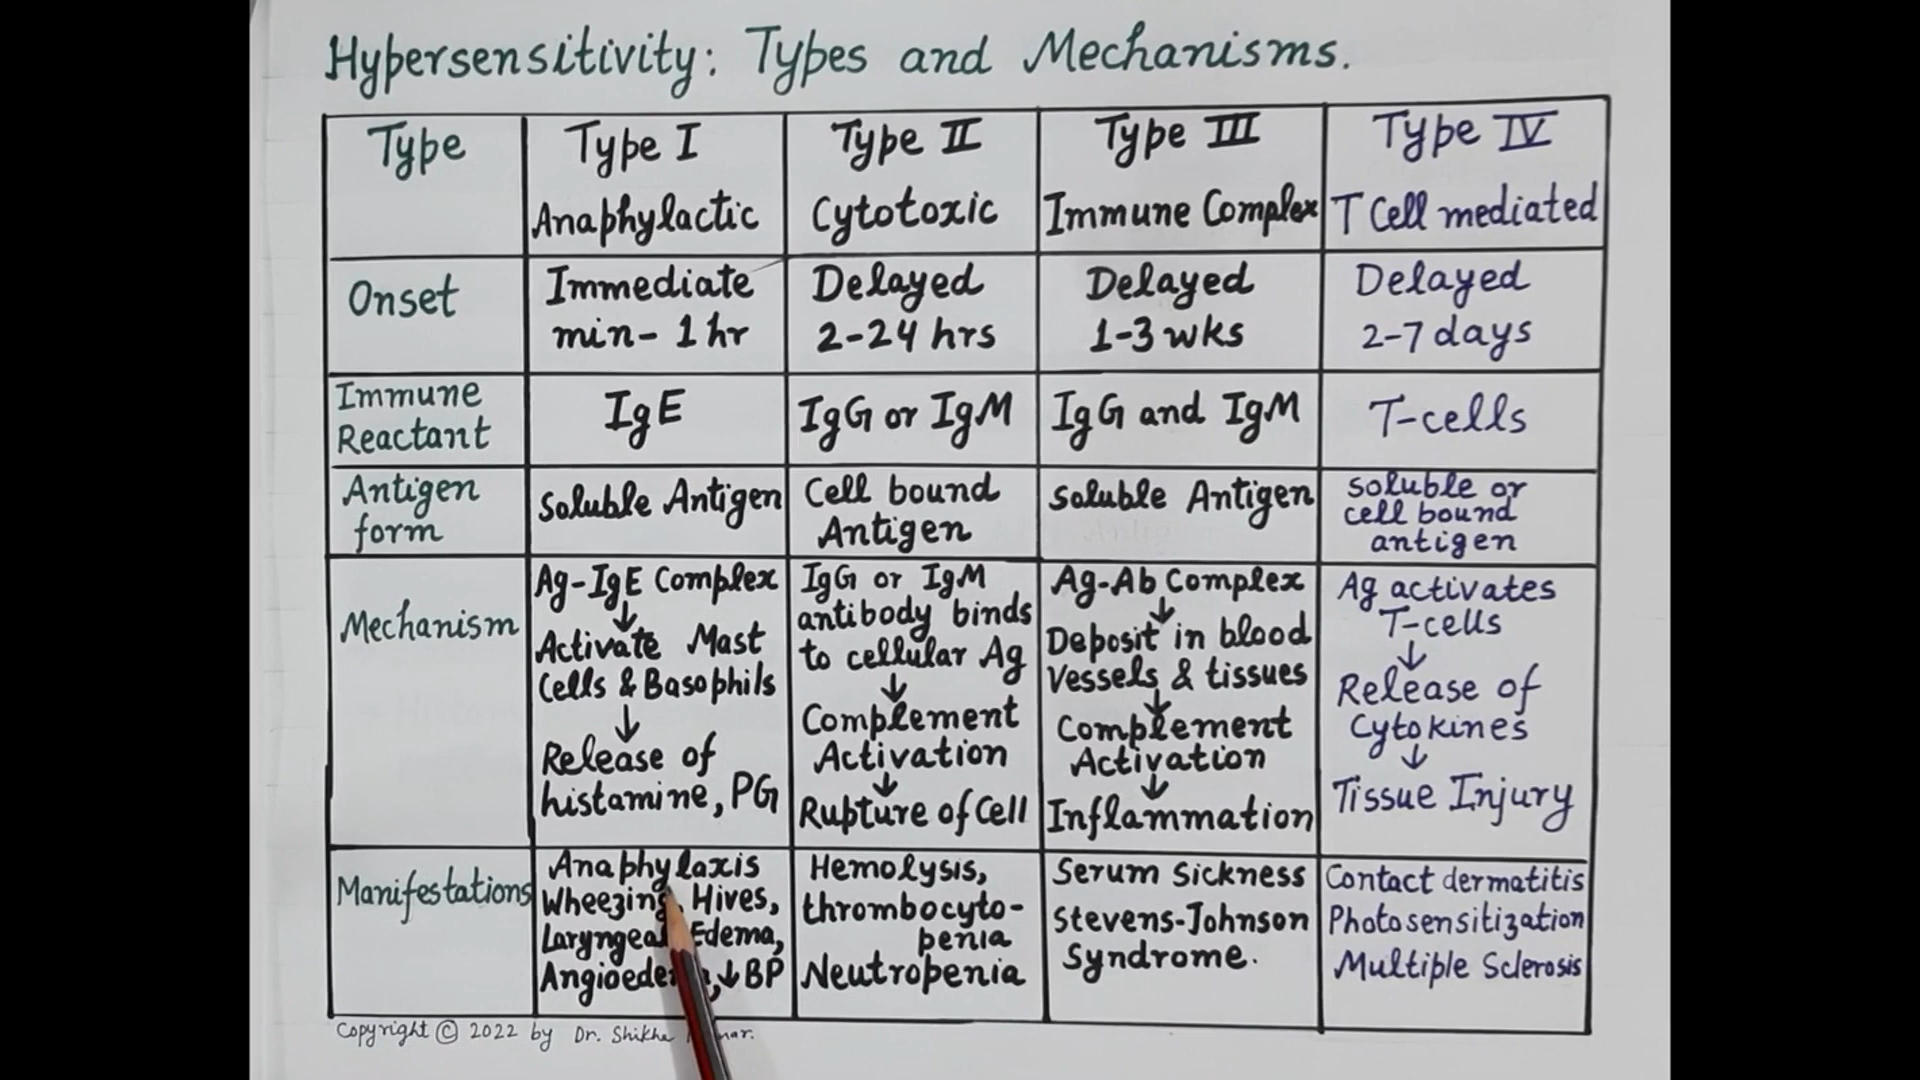 Hypersensitivity: Types and Mechanisms.
Type
Type I
Anaphylactic
Type II
Cytotoxic
Type III
Immune Complex
Type IV
T Cell mediated
Onset
Immediate
min- 1 hr
Delayed
2-24 hrs
Delayed
1-3 wks
Delayed
2-7 days
Immune
Reactant
IgE
IgG or IgM
IgG and IgM
T-cells
Antigen
form
Soluble Antigen
Cell bound
Antigen
Soluble Antigen
soluble or
cell bound
antigen
Mechanism
Ag-IgE Complex
↓
Activate Mast
Cells & Basophils
↓
Release of
histamine, PG
IgG or IgM
antibody binds
to cellular Ag
↓
Complement
Activation
↓
Rupture of Cell
Ag-Ab Complex
↓
Deposit in blood
Vessels & tissues
↓
Complement
Activation
↓
Inflammation
Ag activates
T-cells
↓
Release of
Cytokines
↓
Tissue Injury
Manifestations
Anaphylaxis
Wheezing, Hives,
Laryngeal Edema,
↓ BP
Hemolysis,
thrombocyto-
penia
Neutropenia
Serum Sickness
Stevens-Johnson
Syndrome.
Contact dermatitis
Photosensitization
Multiple Sclerosis
Copyright © 2022 by Dr. Shikha